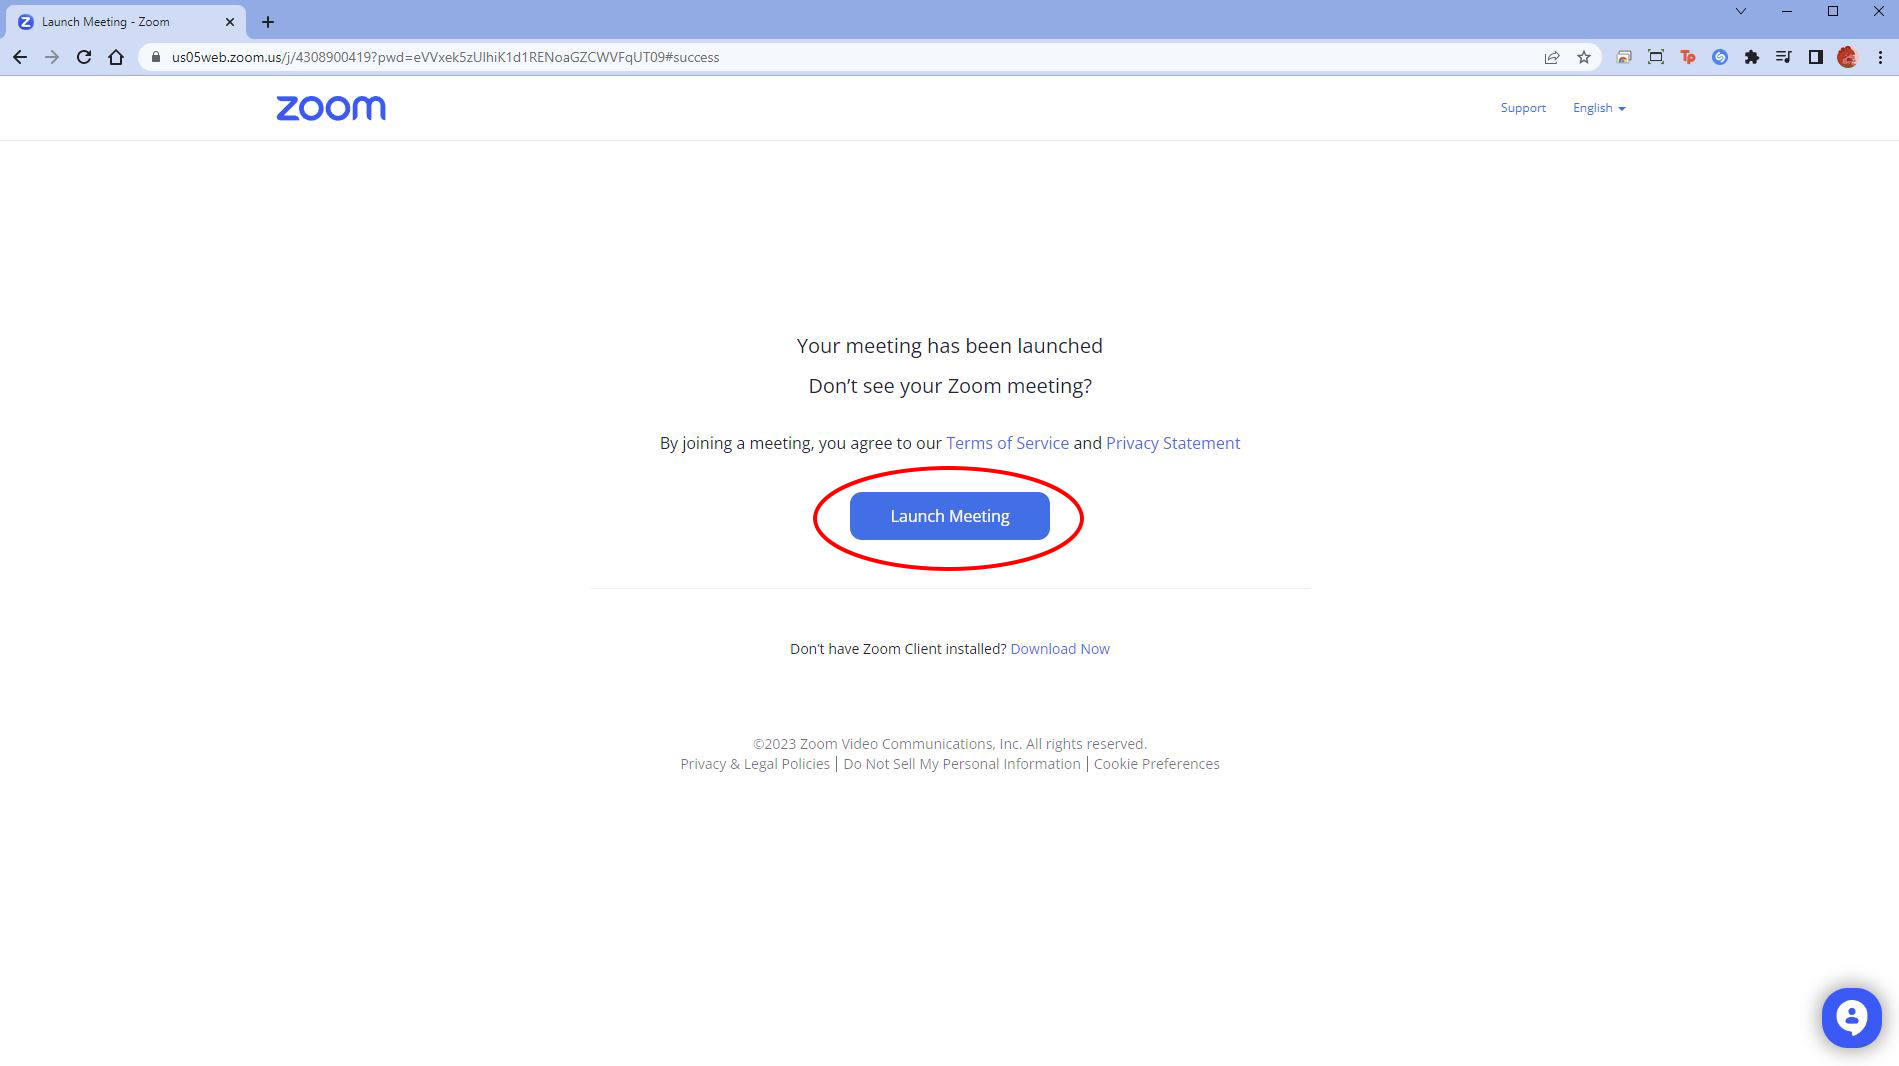 Launch Meeting - Zoom
us05web.zoom.us/j/4308900419?pwd=eVVxek5zUlhiK1d1RENoaGZCWVFqUT09#success
zoom
Support English
Your meeting has been launched
Don’t see your Zoom meeting?
By joining a meeting, you agree to our Terms of Service and Privacy Statement
Launch Meeting
Don’t have Zoom Client installed? Download Now
©2023 Zoom Video Communications, Inc. All rights reserved.
Privacy & Legal Policies | Do Not Sell My Personal Information | Cookie Preferences